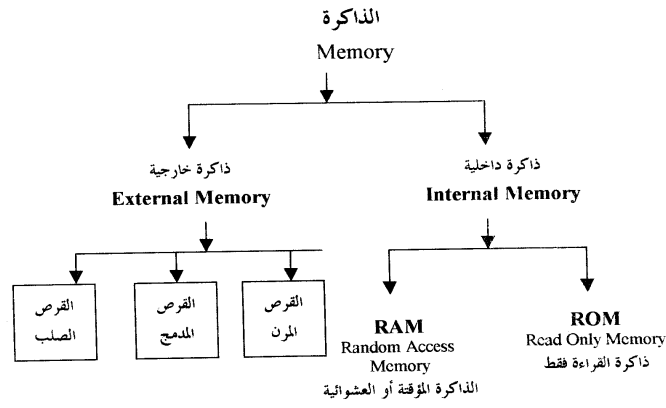 الذاكرة
Memory
ذاكرة داخلية
Internal Memory
ذاكرة خارجية
External Memory
ROM
Read Only Memory
ذاكرة القراءة فقط
RAM
Random Access
Memory
الذاكرة المؤقتة أو العشوائية
القرص
المرن
القرص
المدمج
القرص
الصلب